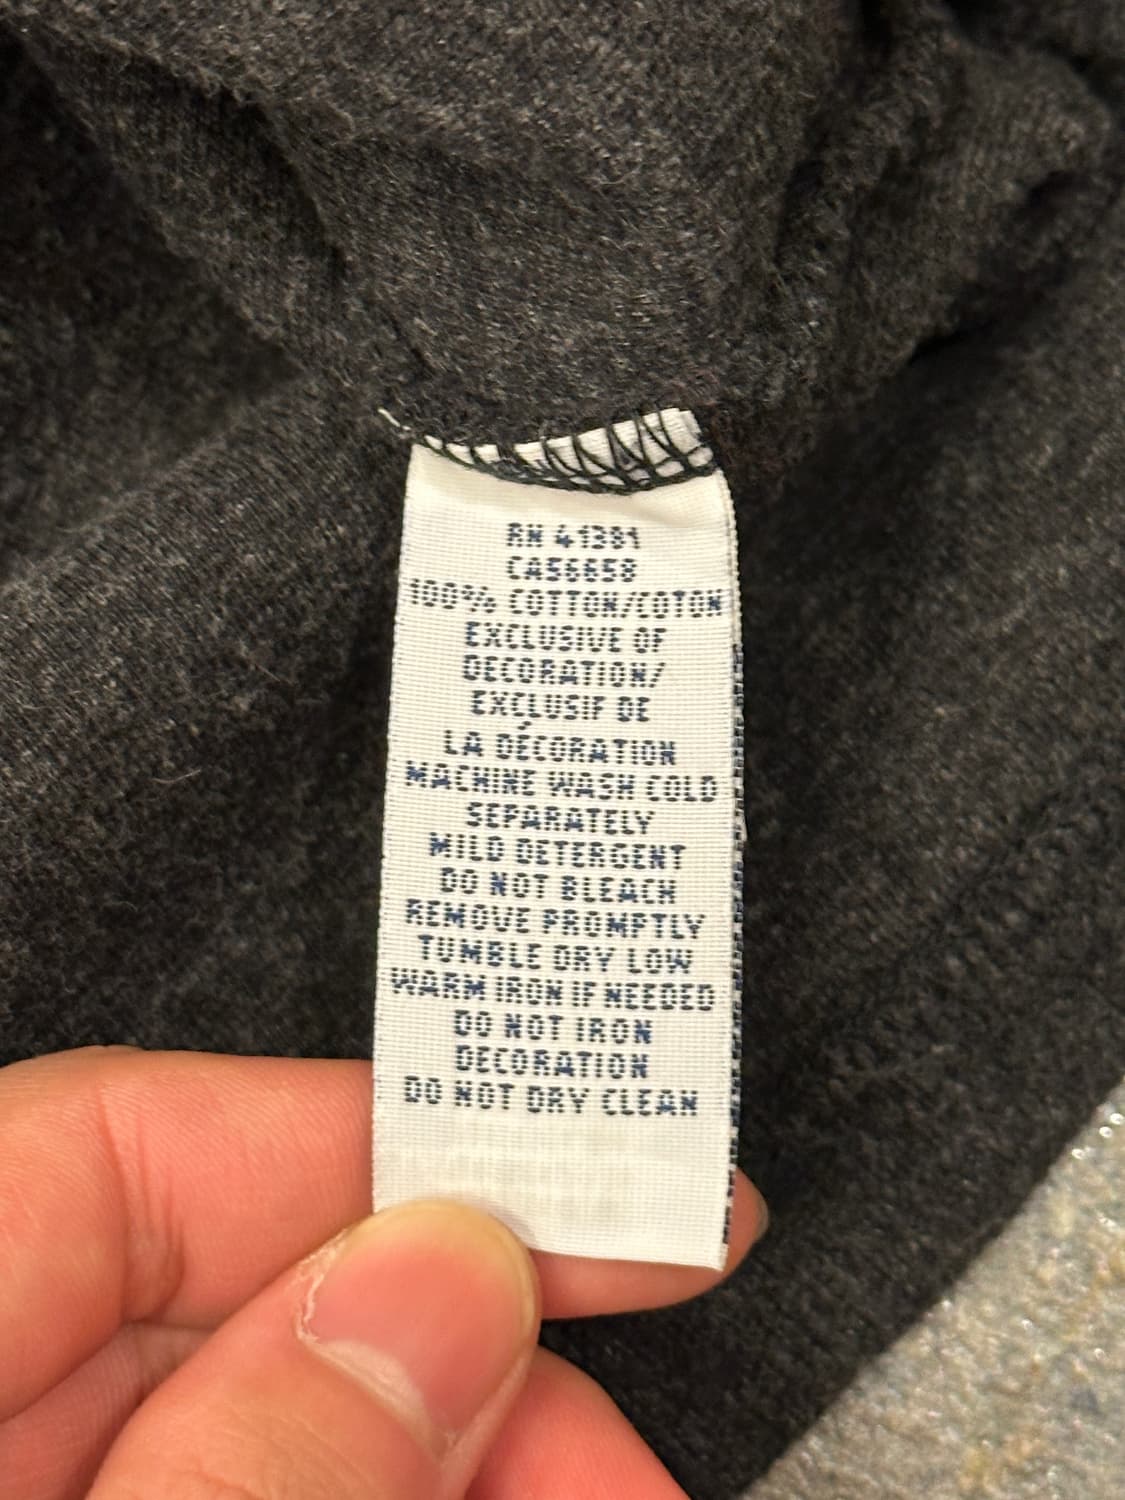 RN 41381
CA56658
100% COTTON/COTON
EXCLUSIVE OF
DECORATION/
EXCLUSIF DE
LA DÉCORATION
MACHINE WASH COLD
SEPARATELY
MILD DETERGENT
DO NOT BLEACH
REMOVE PROMPTLY
TUMBLE DRY LOW
WARM IRON IF NEEDED
DO NOT IRON
DECORATION
DO NOT DRY CLEAN